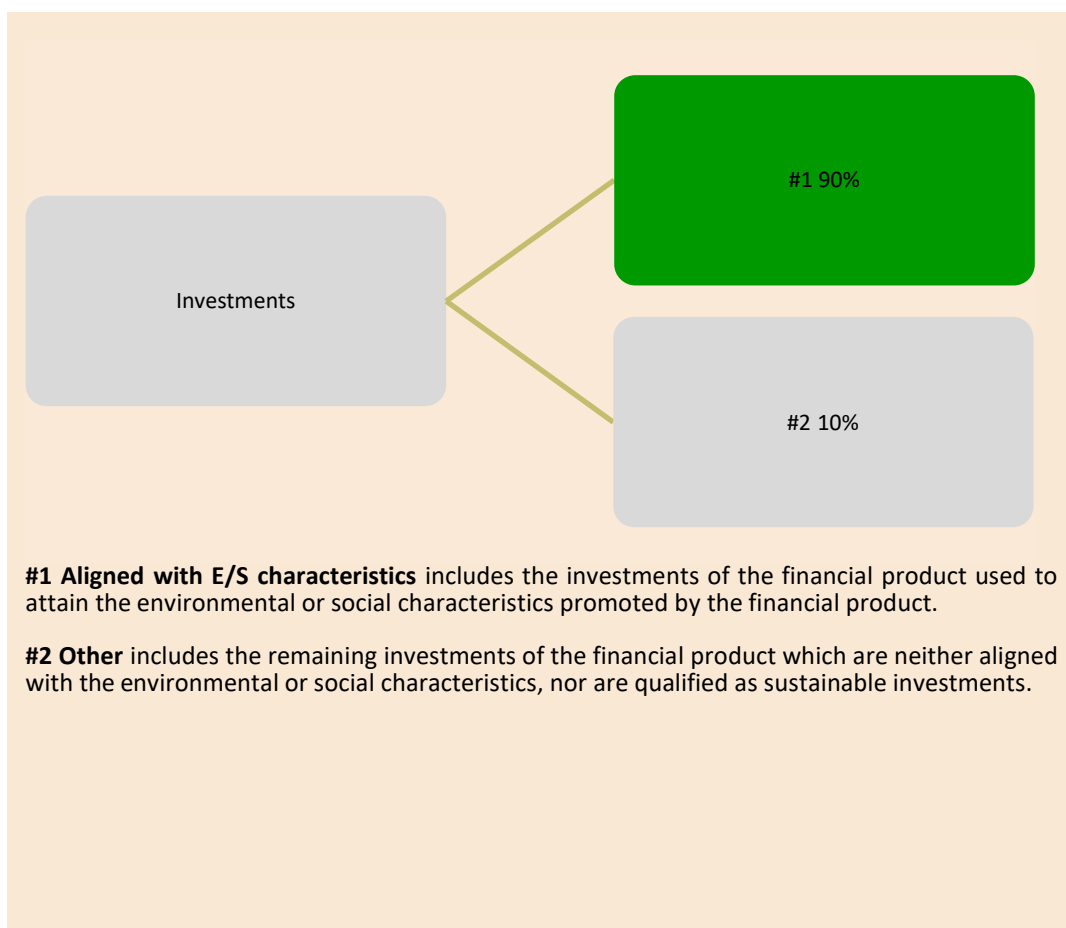 #1 90%
Investments
#2 10%
#1 Aligned with E/S characteristics includes the investments of the financial product used to
attain the environmental or social characteristics promoted by the financial product.
#2 Other includes the remaining investments of the financial product which are neither aligned
with the environmental or social characteristics, nor are qualified as sustainable investments.